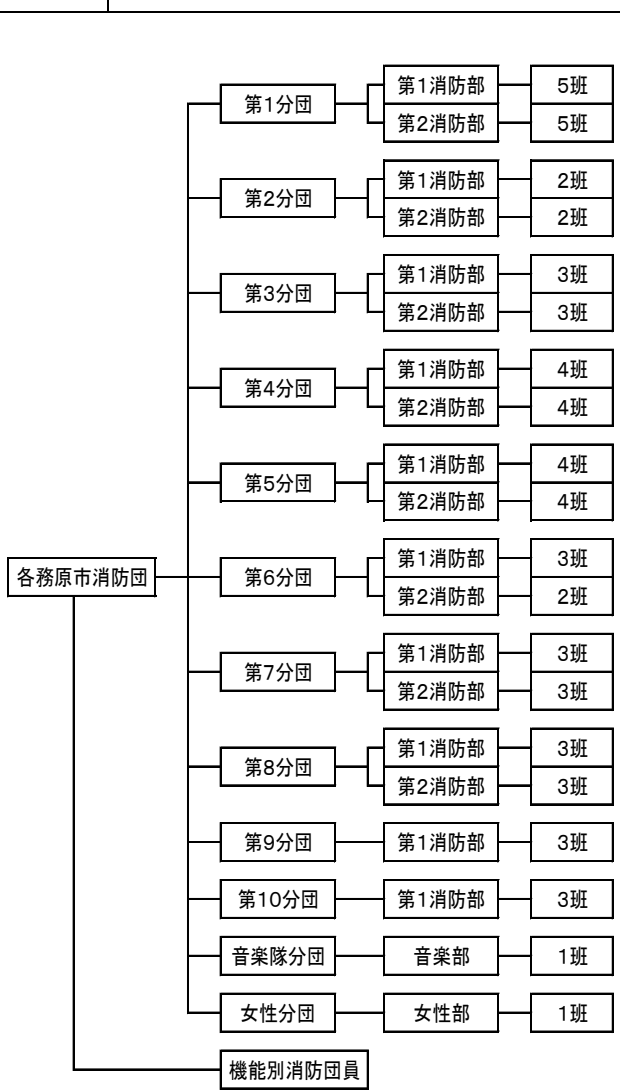 第1分団 第1消防部 5班
第2消防部 5班
第2分団 第1消防部 2班
第2消防部 2班
第3分団 第1消防部 3班
第2消防部 3班
第4分団 第1消防部 4班
第2消防部 4班
第5分団 第1消防部 4班
第2消防部 4班
各務原市消防団
第6分団 第1消防部 3班
第2消防部 2班
第7分団 第1消防部 3班
第2消防部 3班
第8分団 第1消防部 3班
第2消防部 3班
第9分団 第1消防部 3班
第10分団 第1消防部 3班
音楽隊分団 音楽部 1班
女性分団 女性部 1班
機能別消防団員